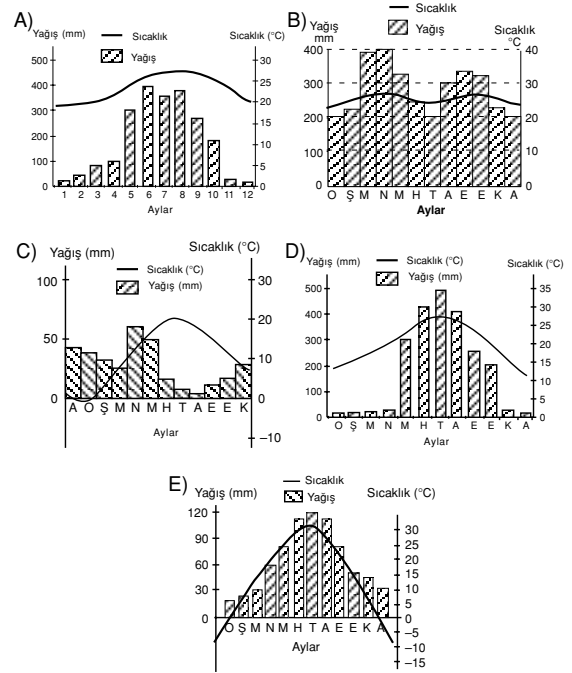 A)
Yağış (mm)
Sıcaklık
Yağış
Sıcaklık (°C)
500
400
300
200
100
0
30
25
20
15
10
5
0
1 2 3 4 5 6 7 8 9 10 11 12
Aylar
B)
Yağış
mm
Sıcaklık
Yağış
Sıcaklık
°C
400
300
200
100
0
40
30
20
10
0
O Ş M N M H T A E E K A
Aylar
C)
Yağış (mm)
Sıcaklık (°C)
Yağış (mm)
Sıcaklık (°C)
100
50
0
30
20
10
0
–10
A O Ş M N M H T A E E K
Aylar
D)
Yağış (mm)
Sıcaklık (°C)
Yağış (mm)
Sıcaklık (°C)
500
400
300
200
100
0
35
30
25
20
15
10
5
0
O Ş M N M H T A E E K A
Aylar
E)
Yağış (mm)
Sıcaklık
Yağış
Sıcaklık (°C)
120
90
60
30
0
30
25
20
15
10
5
0
–5
–10
–15
O Ş M N M H T A E E K A
Aylar